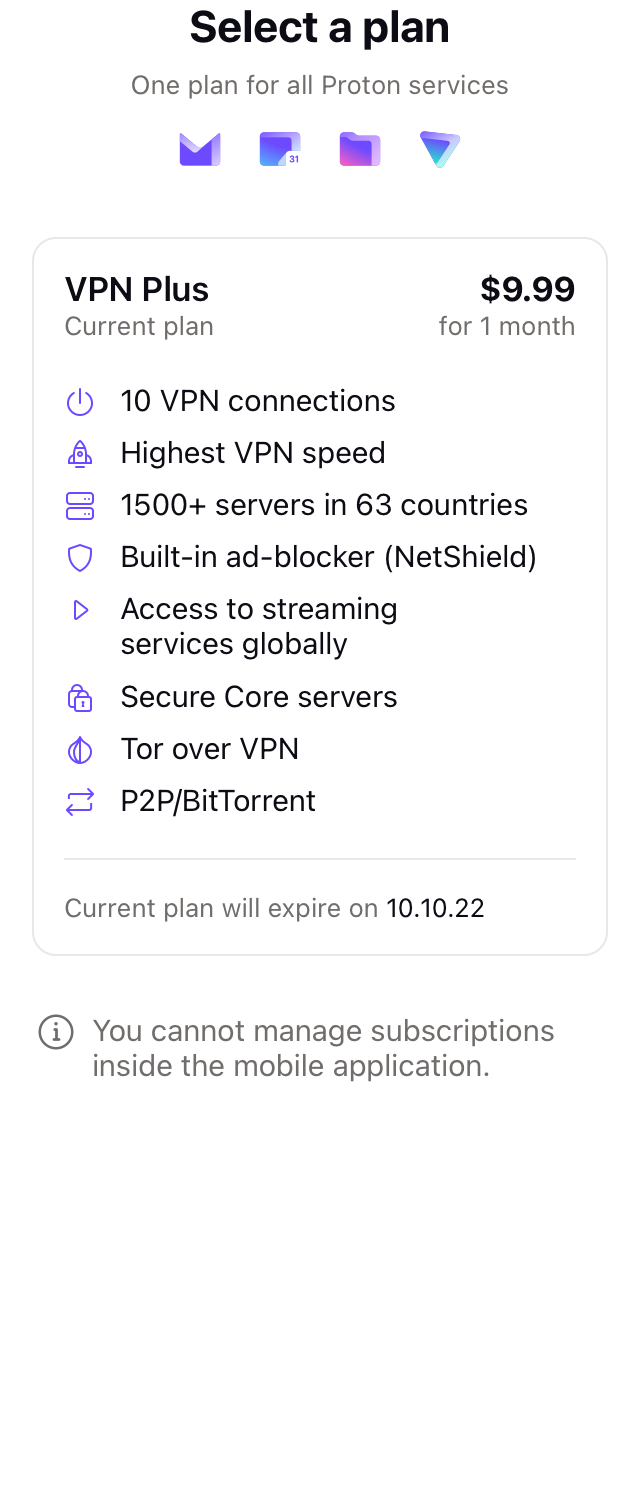 Select a plan
One plan for all Proton services
31
VPN Plus
$9.99
Current plan
for 1 month
10 VPN connections
Highest VPN speed
1500+ servers in 63 countries
Built-in ad-blocker (NetShield)
Access to streaming
services globally
Secure Core servers
Tor over VPN
P2P/BitTorrent
Current plan will expire on 10.10.22
You cannot manage subscriptions
inside the mobile application.